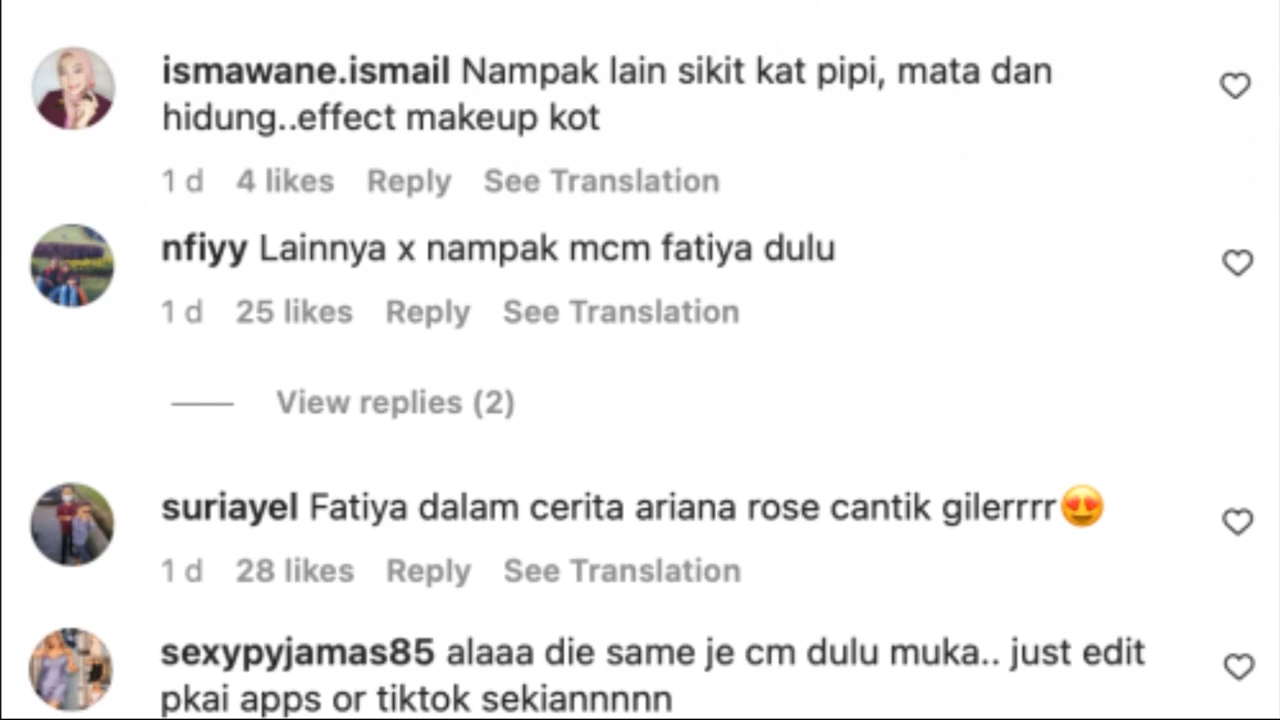 ismawane.ismail Nampak lain sikit kat pipi, mata dan
hidung..effect makeup kot
1 d 4 likes Reply See Translation
nfiyy Lainnya x nampak mcm fatiya dulu
1 d 25 likes Reply See Translation
View replies (2)
suriayel Fatiya dalam cerita ariana rose cantik gilerrrr😍
1 d 28 likes Reply See Translation
sexypyjamas85 alaaa die same je cm dulu muka.. just edit
pkai apps or tiktok sekiannnnn